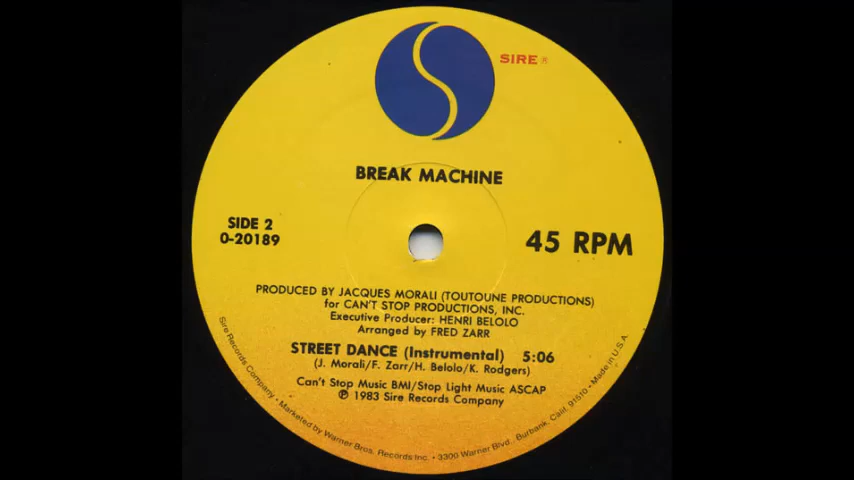 SIRE ®
BREAK MACHINE
SIDE 2
0-20189
45 RPM
PRODUCED BY JACQUES MORALI (TOUTOUNE PRODUCTIONS)
for CAN'T STOP PRODUCTIONS, INC.
Executive Producer: HENRI BELOLO
Arranged by FRED ZARR
STREET DANCE (Instrumental) 5:06
(J. Morali/F. Zarr/H. Belolo/K. Rodgers)
Can't Stop Music BMI/Stop Light Music ASCAP
℗ 1983 Sire Records Company
Sire Records Company • Marketed by Warner Bros. Records Inc. • 3300 Warner Blvd. Burbank, Calif. 91510 • Made in U.S.A.